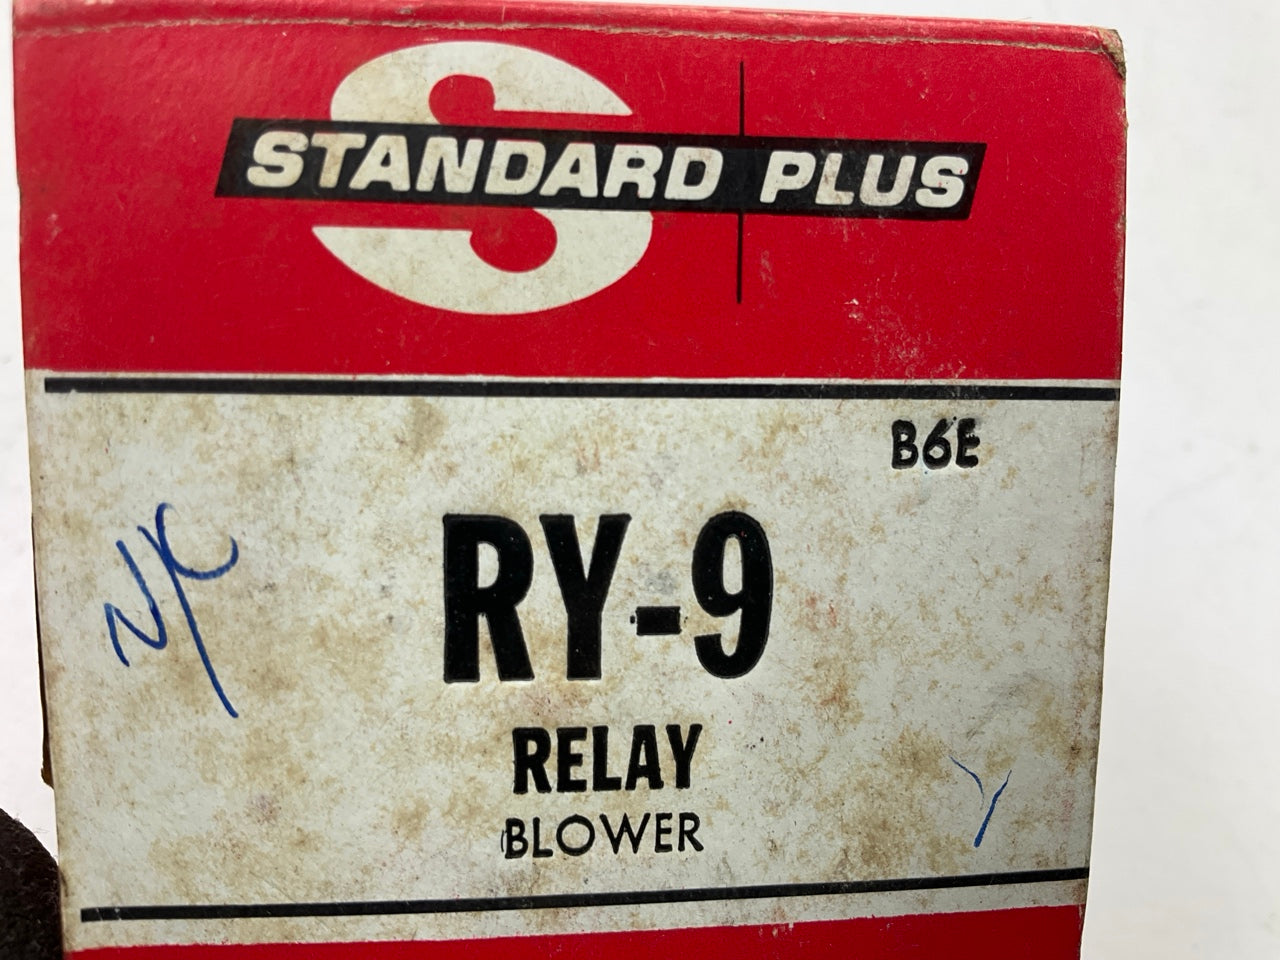 STANDARD PLUS
B6E
N/C
RY-9
RELAY
BLOWER
Y